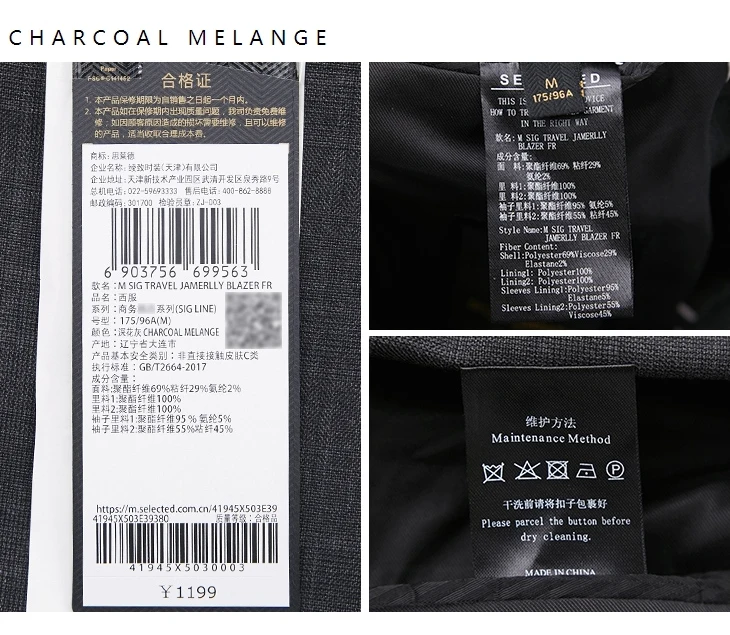 CHARCOAL MELANGE
合格证
1. 本产品保修期限为自销售之日起一个月内。
2. 本产品如在保修期内出现质量问题，我司负责免费维
修；如因顾客原因造成的损坏需要维修，且可以维修
的产品，适当收取合理成本费。
商标：思莱德
企业名称：绫致时装(天津)有限公司
企业地址：天津新技术产业园区武清开发区泉秀路9号
总机电话：022-59693333 售后电话：400-862-8888
邮政编码：301700 检验员章：ZJ-003
6 903756 699563
款名：M SIG TRAVEL JAMERLLY BLAZER FR
品名：西服
系列：商务 系列(SIG LINE)
号型：175/96A(M)
颜色：深花灰 CHARCOAL MELANGE
产地：辽宁省大连市
产品基本安全类别：非直接接触皮肤C类
执行标准：GB/T2664-2017
成分含量：
面料:聚酯纤维69%粘纤29%氨纶2%
里料1:聚酯纤维100%
里料2:聚酯纤维100%
袖子里料1:聚酯纤维95% 氨纶5%
袖子里料2:聚酯纤维55%粘纤45%
https://m.selected.com.cn/41945X503E39
41945X503E39380 质量等级：合格品
41945X5030003
￥1199
SE ED
M
175/96A
THIS IS VICE
HOW TO TR GARMENT
IN THE RIGHT WAY
款名: M SIG TRAVEL JAMERLLY
BLAZER FR
成分含量:
面 料:聚酯纤维69% 粘纤29%
氨纶2%
里 料1:聚酯纤维100%
里 料2:聚酯纤维100%
袖子里料1:聚酯纤维95% 氨纶5%
袖子里料2:聚酯纤维55% 粘纤45%
Style Name:M SIG TRAVEL
JAMERLLY BLAZER FR
Fiber Content:
Shell:Polyester69%Viscose29%
Elastane2%
Lining1: Polyester100%
Lining2: Polyester100%
Sleeves Lining1:Polyester95%
Elastane5%
Sleeves Lining2:Polyester55%
Viscose45%
维护方法
Maintenance Method
干洗前请将扣子包裹好
Please parcel the button before
dry cleaning.
MADE IN CHINA